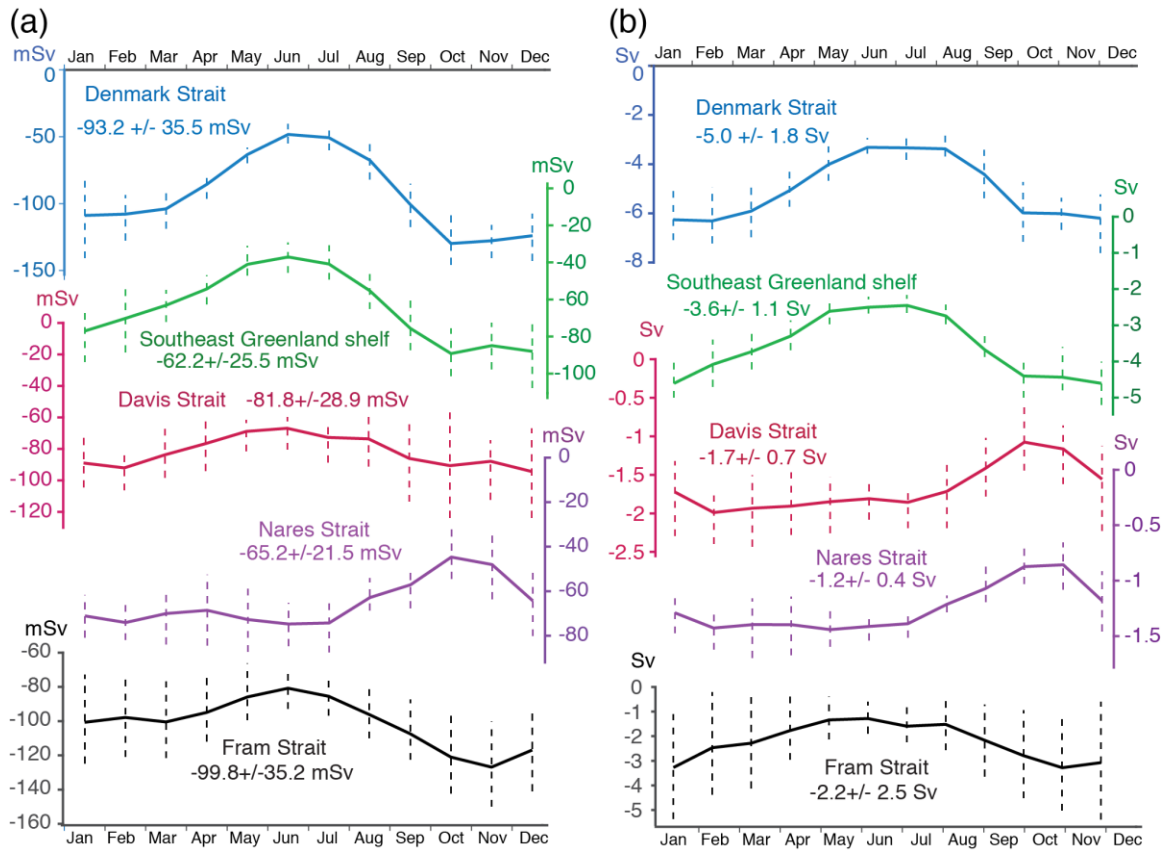 (a)
mSv
Jan Feb Mar Apr May Jun Jul Aug Sep Oct Nov Dec
0
-50
-100
-150
Denmark Strait
-93.2 +/- 35.5 mSv
mSv
0
-20
-40
-60
-80
-100
Southeast Greenland shelf
-62.2+/-25.5 mSv
mSv
0
-20
-40
-60
-80
-100
-120
Davis Strait -81.8+/-28.9 mSv
mSv
0
-20
-40
-60
-80
Nares Strait
-65.2+/-21.5 mSv
mSv
-60
-80
-100
-120
-140
-160
Fram Strait
-99.8+/-35.2 mSv
Jan Feb Mar Apr May Jun Jul Aug Sep Oct Nov Dec
(b)
Sv
Jan Feb Mar Apr May Jun Jul Aug Sep Oct Nov Dec
0
-2
-4
-6
-8
Denmark Strait
-5.0 +/- 1.8 Sv
Sv
0
-1
-2
-3
-4
-5
Southeast Greenland shelf
-3.6+/- 1.1 Sv
Sv
0
-0.5
-1
-1.5
-2
-2.5
Davis Strait
-1.7+/- 0.7 Sv
Sv
0
-0.5
-1
-1.5
Nares Strait
-1.2+/- 0.4 Sv
Sv
0
-1
-2
-3
-4
-5
Fram Strait
-2.2+/- 2.5 Sv
Jan Feb Mar Apr May Jun Jul Aug Sep Oct Nov Dec